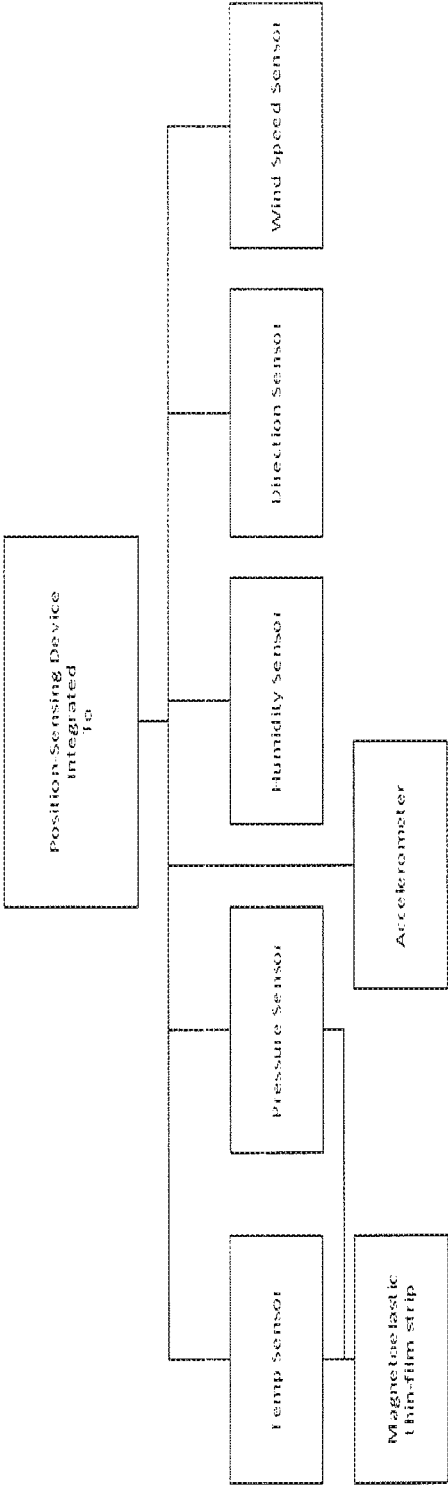 Position-Sensing Device
Integrated
To
Temp Sensor
Pressure Sensor
Humidity Sensor
Direction Sensor
Wind Speed Sensor
Magnetoelastic
thin-film strip
Accelerometer